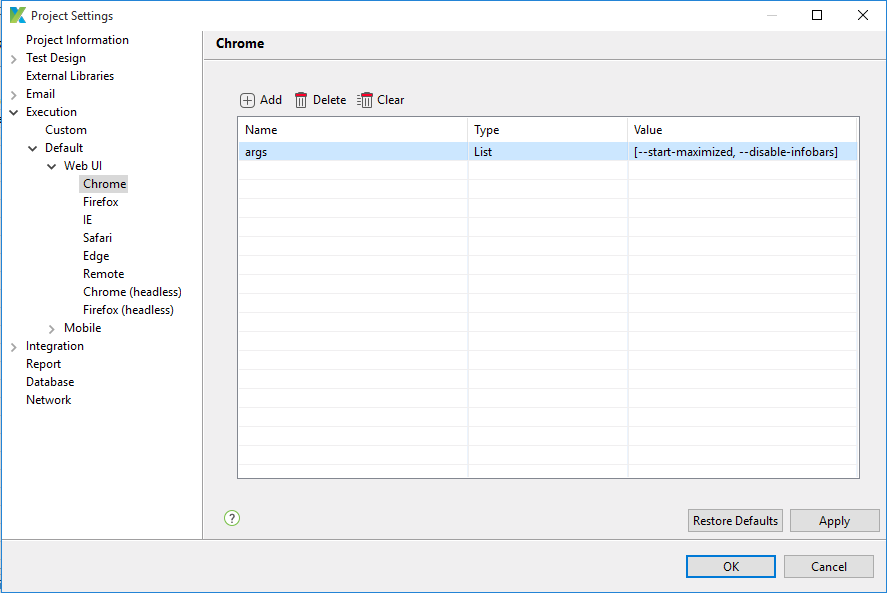 Project Settings
Project Information
Test Design
External Libraries
Email
Execution
Custom
Default
Web UI
Chrome
Firefox
IE
Safari
Edge
Remote
Chrome (headless)
Firefox (headless)
Mobile
Integration
Report
Database
Network
Chrome
Add Delete Clear
Name Type Value
args List [--start-maximized, --disable-infobars]
?
Restore Defaults Apply
OK Cancel